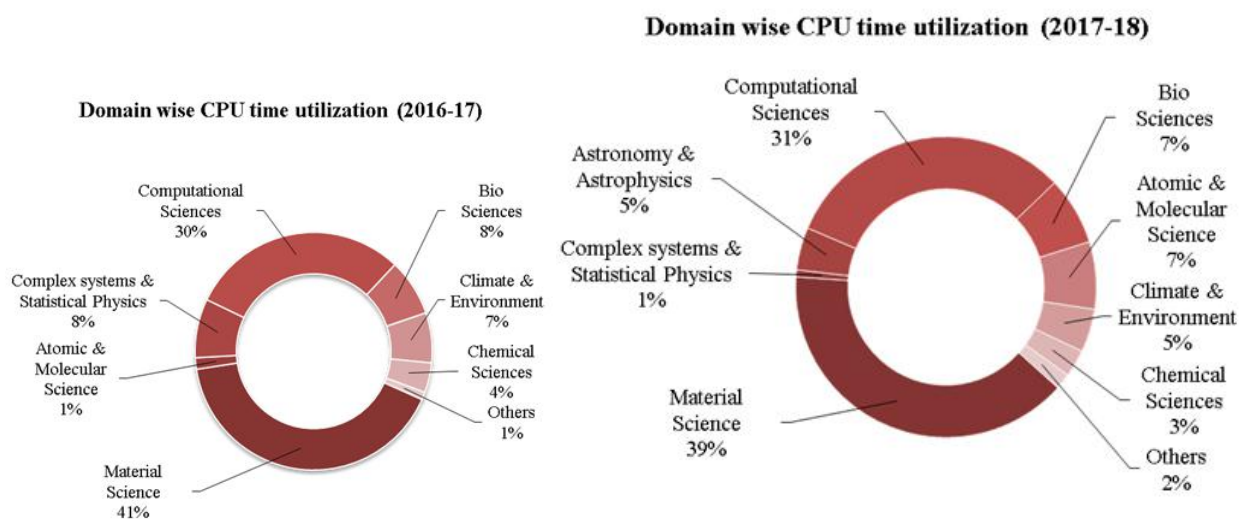 Domain wise CPU time utilization (2016-17)
Computational
Sciences
30%
Bio
Sciences
8%
Complex systems &
Statistical Physics
8%
Climate &
Environment
7%
Atomic &
Molecular
Science
1%
Chemical
Sciences
4%
Others
1%
Material
Science
41%
Domain wise CPU time utilization (2017-18)
Computational
Sciences
31%
Bio
Sciences
7%
Astronomy &
Astrophysics
5%
Atomic &
Molecular
Science
7%
Complex systems &
Statistical Physics
1%
Climate &
Environment
5%
Material
Science
39%
Chemical
Sciences
3%
Others
2%